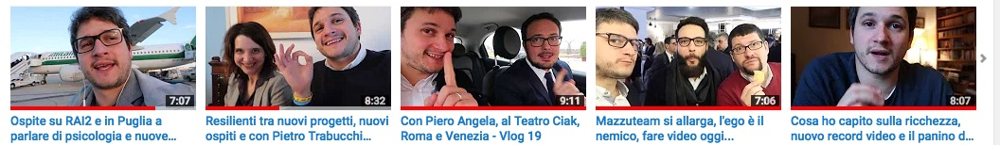 7:07
8:32
9:11
7:06
8:07
Ospite su RAI2 e in Puglia a
parlare di psicologia e nuove...
Resilienti tra nuovi progetti, nuovi
ospiti e con Pietro Trabucchi...
Con Piero Angela, al Teatro Ciak,
Roma e Venezia - Vlog 19
Mazzuteam si allarga, l'ego è il
nemico, fare video oggi...
Cosa ho capito sulla ricchezza,
nuovo record video e il panino d...